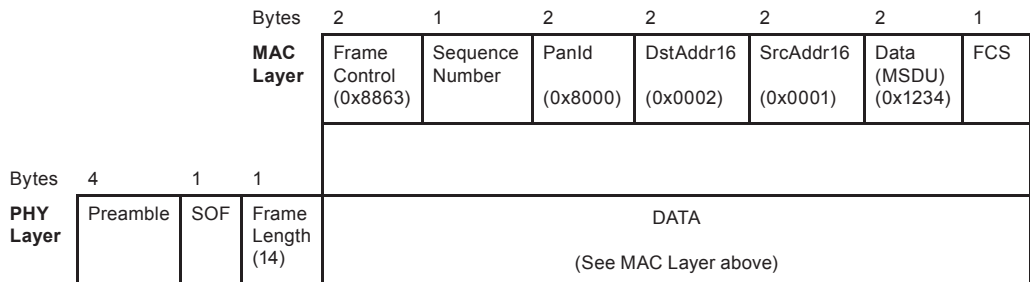 Bytes 2 1 2 2 2 2 1
MAC Layer
Frame Control (0x8863)
Sequence Number
PanId (0x8000)
DstAddr16 (0x0002)
SrcAddr16 (0x0001)
Data (MSDU) (0x1234)
FCS
Bytes 4 1 1
PHY Layer
Preamble
SOF
Frame Length (14)
DATA
(See MAC Layer above)